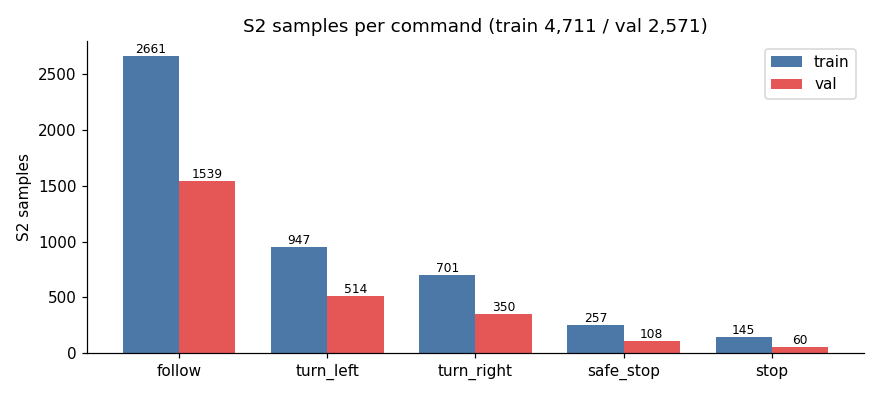 S2 samples per command (train 4,711 / val 2,571)
train
val
S2 samples
2500
2000
1500
1000
500
0
2661
1539
947
514
701
350
257
108
145
60
follow
turn_left
turn_right
safe_stop
stop